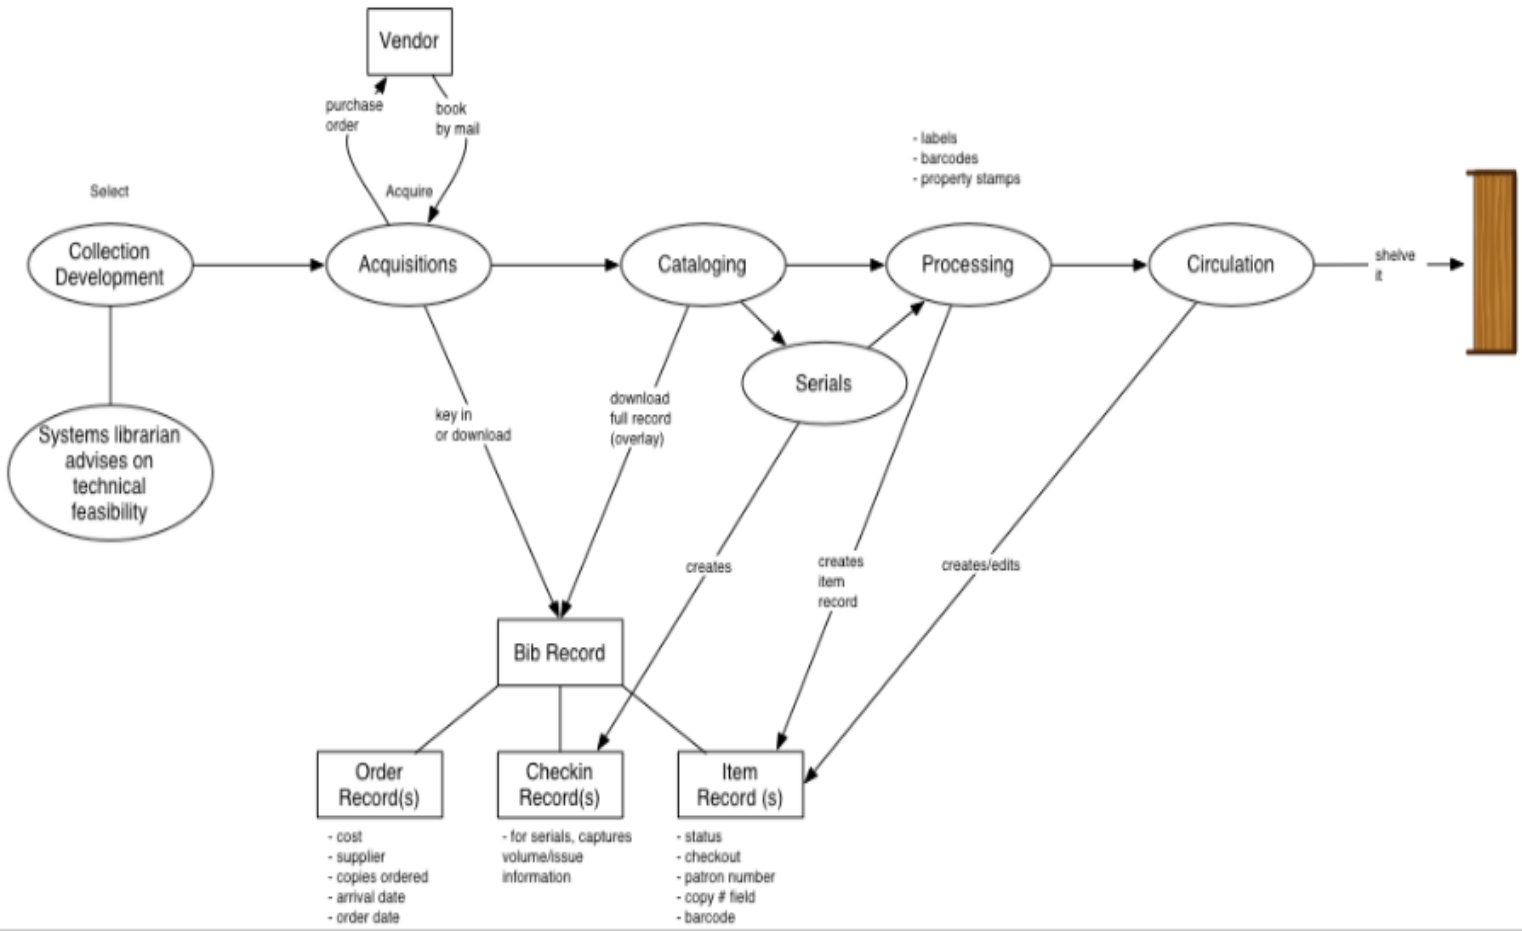 Vendor
purchase
order
book
by mail
- labels
- barcodes
- property stamps
Select
Acquire
Collection
Development
Acquisitions
Cataloging
Processing
Circulation
shelve
it
Serials
Systems librarian
advises on
technical
feasibility
key in
or download
download
full record
(overlay)
creates
creates
item
record
creates/edits
Bib Record
Order
Record(s)
Checkin
Record(s)
Item
Record (s)
- cost
- supplier
- copies ordered
- arrival date
- order date
- for serials, captures
volume/issue
information
- status
- checkout
- patron number
- copy # field
- barcode